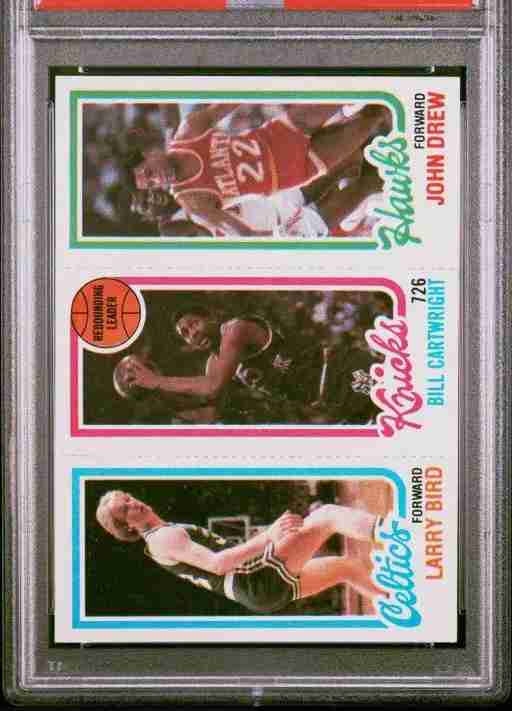 Hawks
FORWARD
JOHN DREW
ATLANTA
22
REBOUNDING
LEADER
Knicks
726
BILL CARTWRIGHT
Celtics
FORWARD
LARRY BIRD